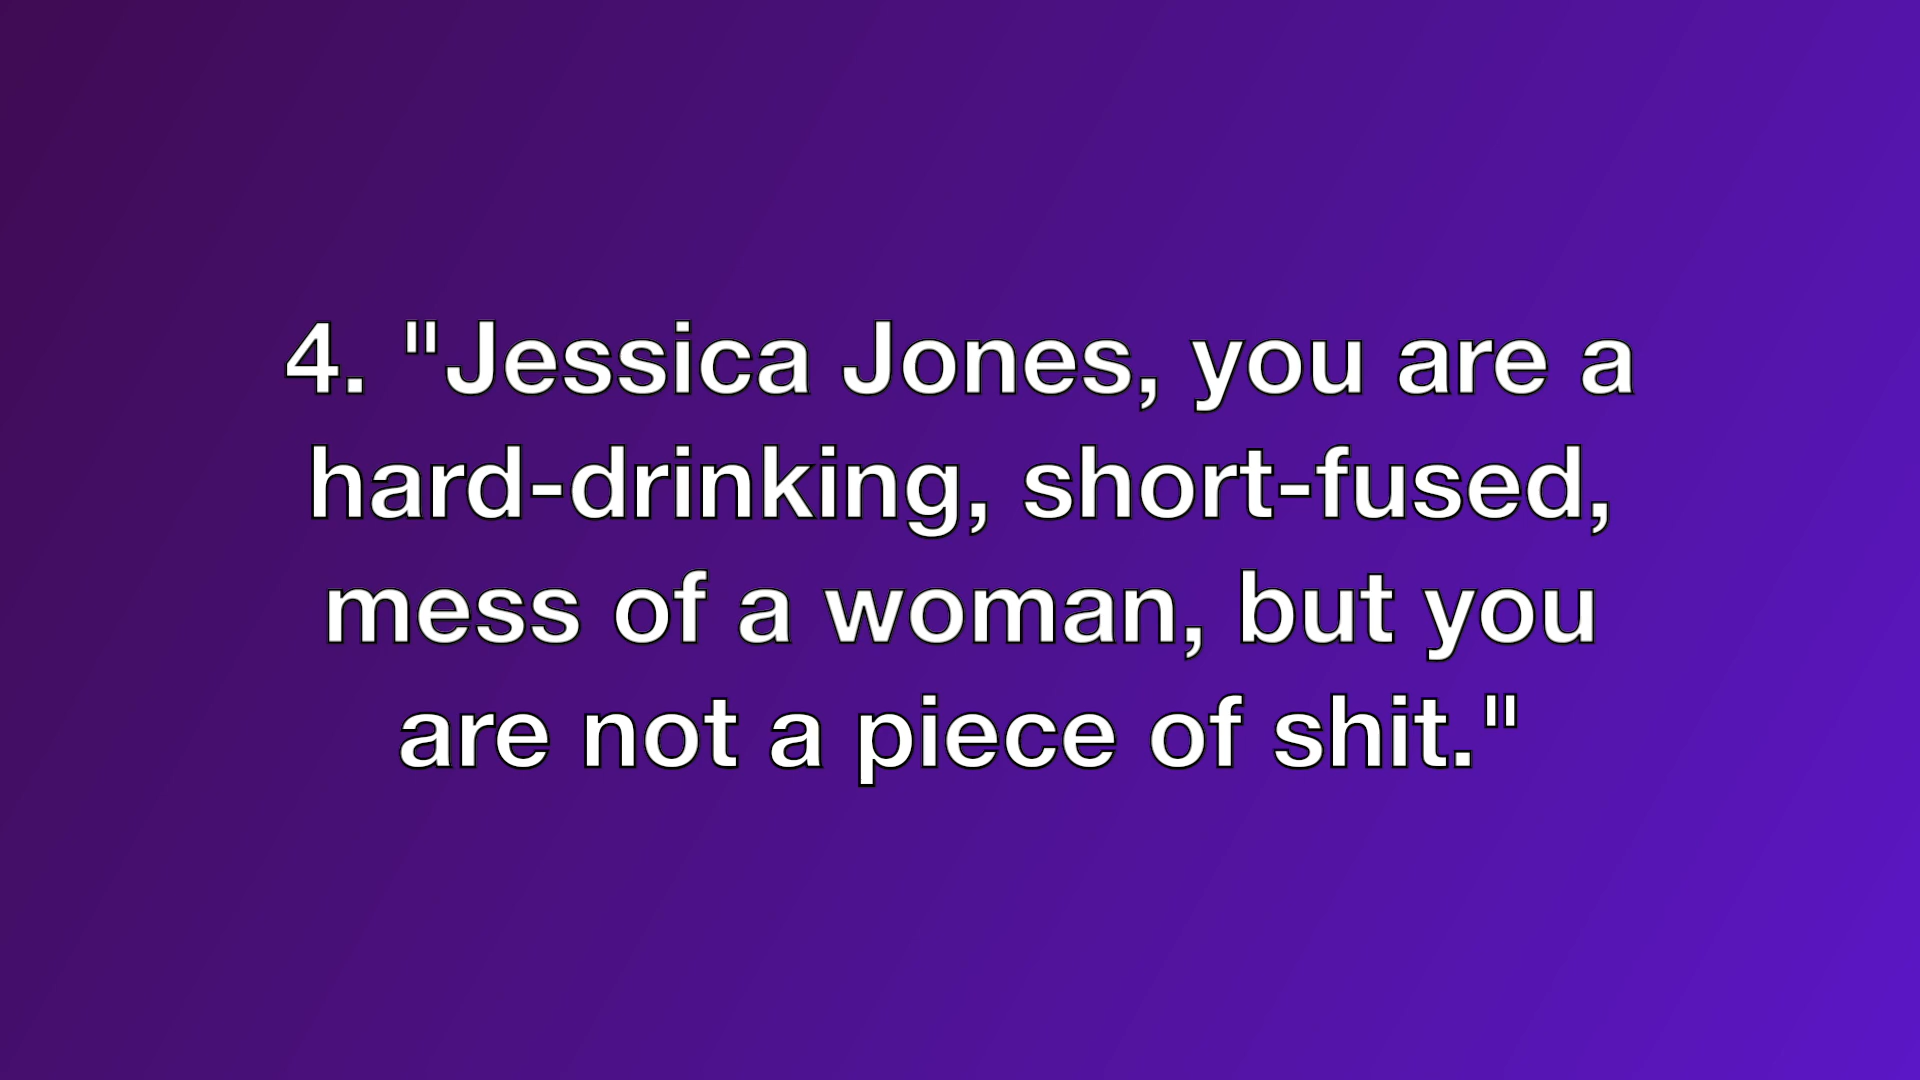 4. "Jessica Jones, you are a
hard-drinking, short-fused,
mess of a woman, but you
are not a piece of shit."